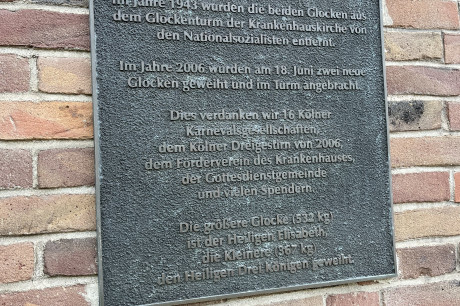 Im Jahre 1943 wurden die beiden Glocken aus
dem Glockenturm der Krankenhauskirche von
den Nationalsozialisten entfernt.
Im Jahre 2006 wurden am 18. Juni zwei neue
Glocken geweiht und im Turm angebracht.
Dies verdanken wir 16 Kölner
Karnevalsgesellschaften,
dem Kölner Dreigestirn von 2006,
dem Förderverein des Krankenhauses,
der Gottesdienstgemeinde
und vielen Spendern.
Die größere Glocke (532 kg)
ist der Heiligen Elisabeth,
die Kleinere kg
den Heiligen Drei Königen geweiht.